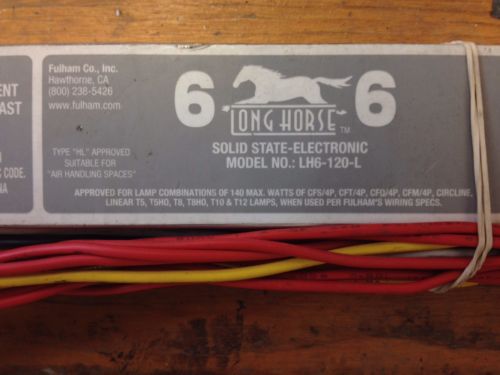 Fulham Co., Inc.
Hawthorne, CA
(800) 238-5426
www.fulham.com
6 6
LONG HORSE™
SOLID STATE-ELECTRONIC
MODEL NO.: LH6-120-L
TYPE "HL" APPROVED
SUITABLE FOR
"AIR HANDLING SPACES"
APPROVED FOR LAMP COMBINATIONS OF 140 MAX. WATTS OF CFS/4P, CFT/4P, CFQ/4P, CFM/4P, CIRCLINE,
LINEAR T5, T5HO, T8, T8HO, T10 & T12 LAMPS, WHEN USED PER FULHAM'S WIRING SPECS.
C CODE.